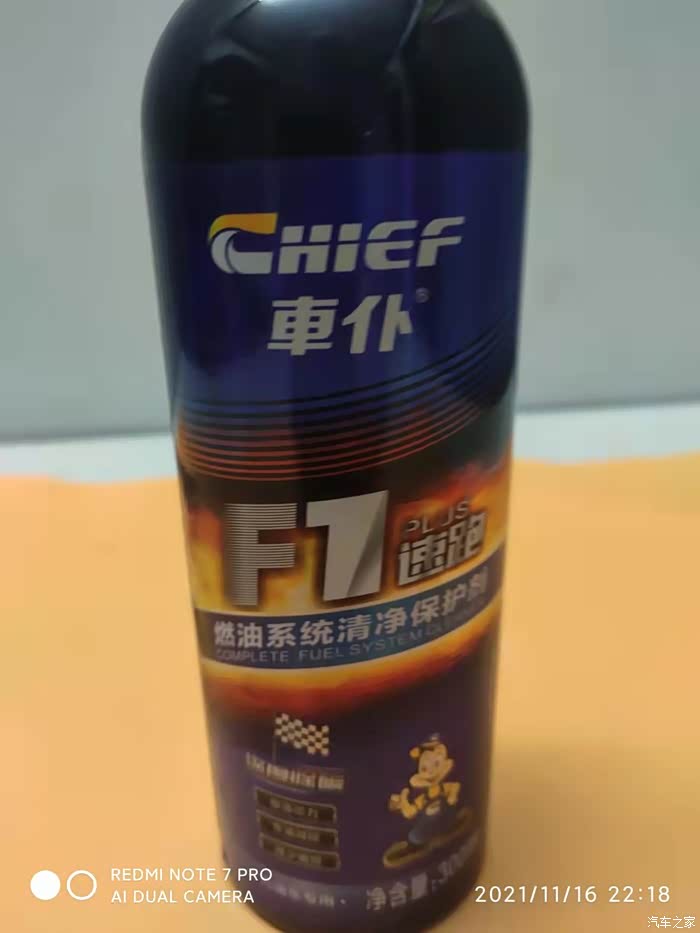 CHIEF
車仆®
F1 PLUS 速跑
燃油系统清净保护剂
COMPLETE FUEL SYSTEM CLEANER
净含量:300ml
REDMI NOTE 7 PRO
AI DUAL CAMERA
2021/11/16 22:18
汽车之家